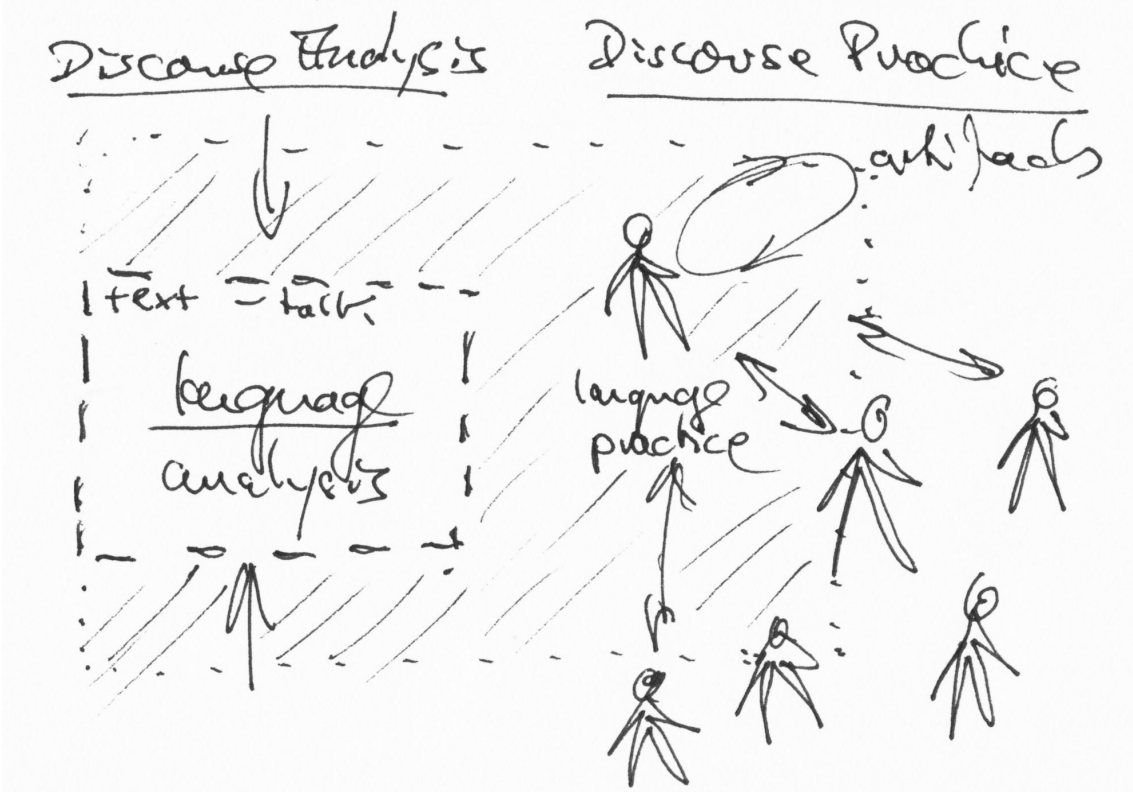 Discourse Analysis
Discourse Practice
artifacts
text - talk
language
analysis
language
practice